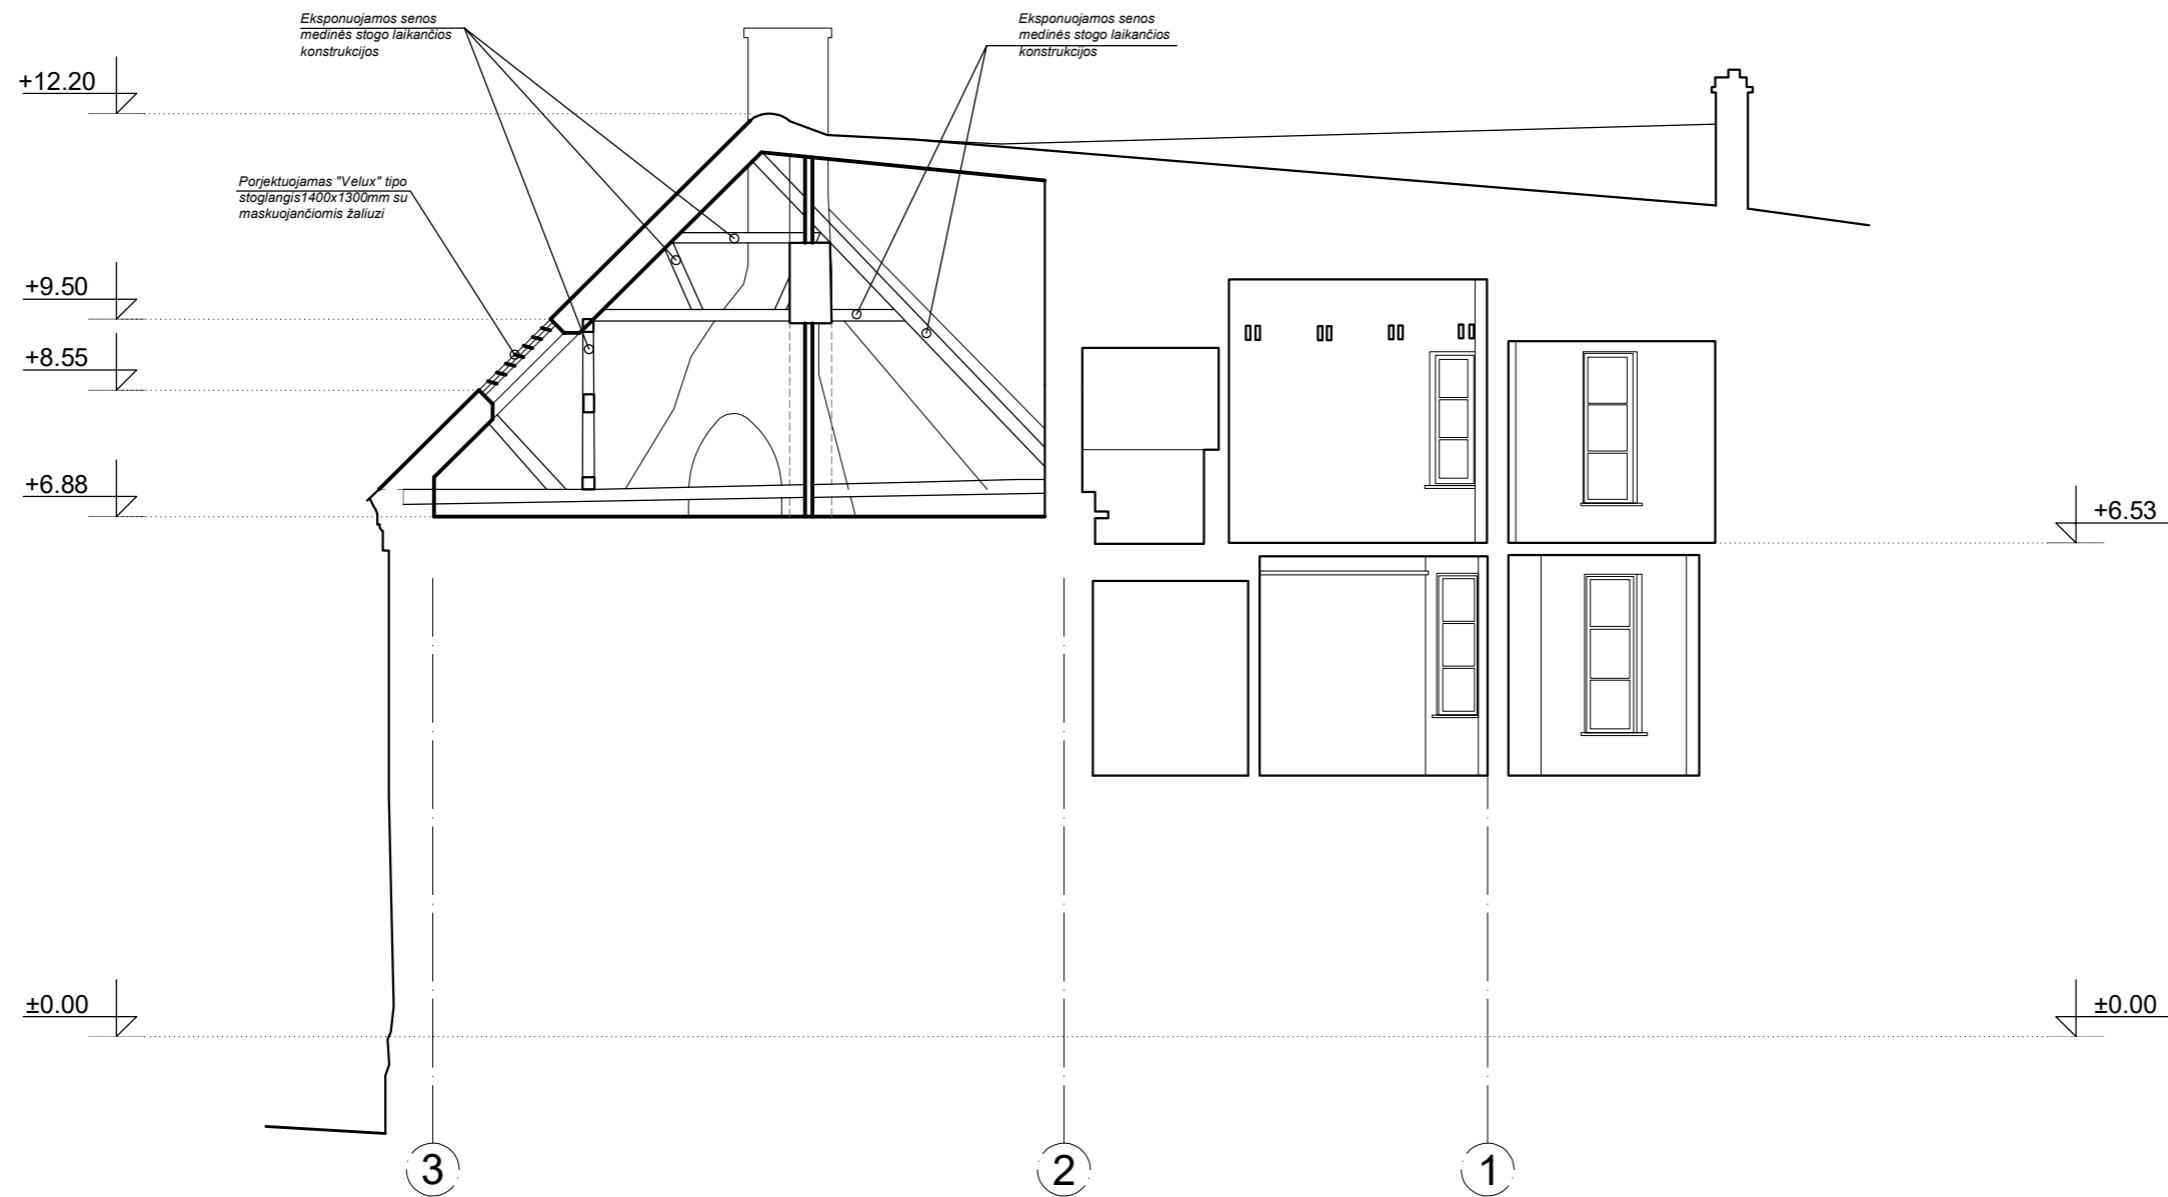 Eksponuojamos senos
medinės stogo laikančios
konstrukcijos
Eksponuojamos senos
medinės stogo laikančios
konstrukcijos
+12.20
Porjektuojamas "Velux" tipo
stoglangis1400x1300mm su
maskuojančiomis žaliuzi
+9.50
+8.55
+6.88
+6.53
±0.00
±0.00
3
2
1